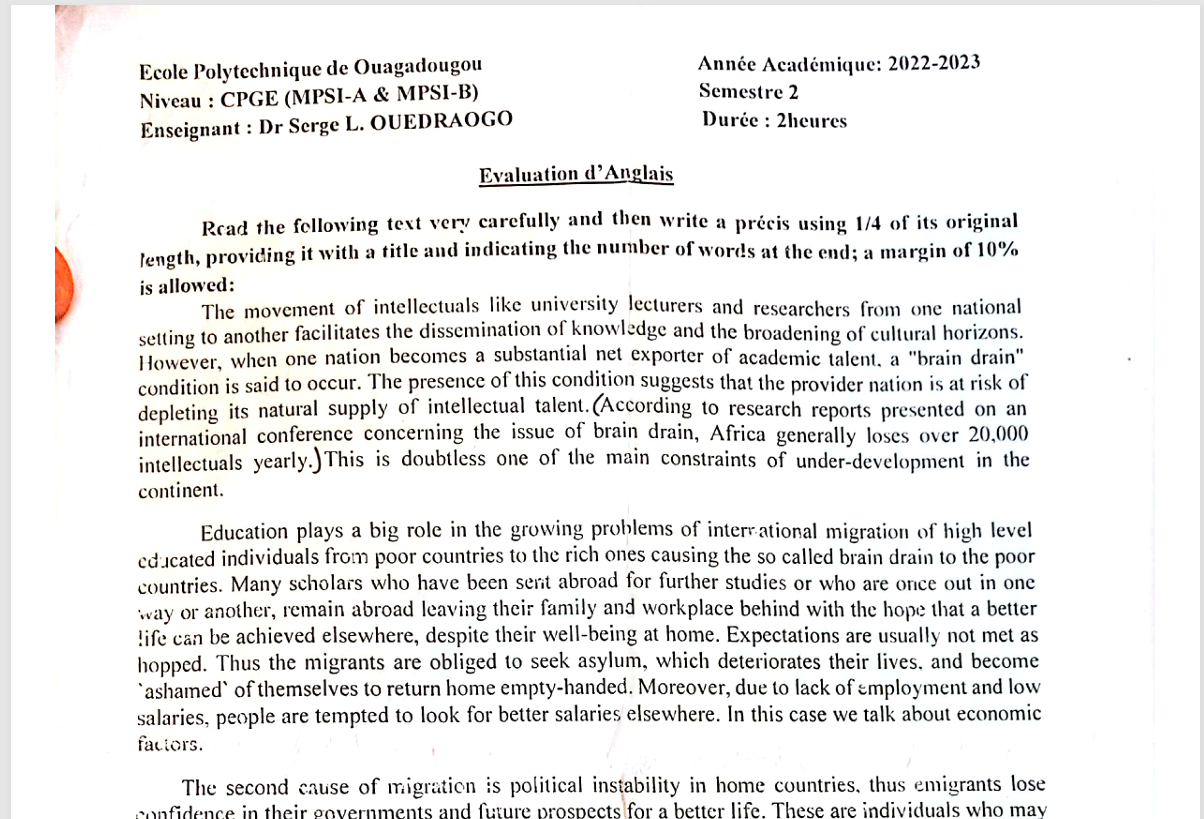 Ecole Polytechnique de Ouagadougou
Niveau : CPGE (MPSI-A & MPSI-B)
Enseignant : Dr Serge L. OUEDRAOGO
Année Académique: 2022-2023
Semestre 2
Durée : 2heures
Evaluation d'Anglais
Read the following text very carefully and then write a précis using 1/4 of its original
length, providing it with a title and indicating the number of words at the end; a margin of 10%
is allowed:
The movement of intellectuals like university lecturers and researchers from one national
setting to another facilitates the dissemination of knowledge and the broadening of cultural horizons.
However, when one nation becomes a substantial net exporter of academic talent, a "brain drain"
condition is said to occur. The presence of this condition suggests that the provider nation is at risk of
depleting its natural supply of intellectual talent. (According to research reports presented on an
international conference concerning the issue of brain drain, Africa generally loses over 20,000
intellectuals yearly.) This is doubtless one of the main constraints of under-development in the
continent.
Education plays a big role in the growing problems of international migration of high level
educated individuals from poor countries to the rich ones causing the so called brain drain to the poor
countries. Many scholars who have been sent abroad for further studies or who are once out in one
way or another, remain abroad leaving their family and workplace behind with the hope that a better
life can be achieved elsewhere, despite their well-being at home. Expectations are usually not met as
hopped. Thus the migrants are obliged to seek asylum, which deteriorates their lives, and become
`ashamed` of themselves to return home empty-handed. Moreover, due to lack of employment and low
salaries, people are tempted to look for better salaries elsewhere. In this case we talk about economic
factors.
The second cause of migration is political instability in home countries, thus emigrants lose
confidence in their governments and future prospects for a better life. These are individuals who may